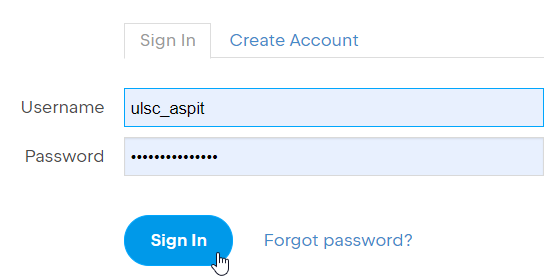 Sign In Create Account
Username ulsc_aspit
Password •••••••••••••••
Sign In Forgot password?